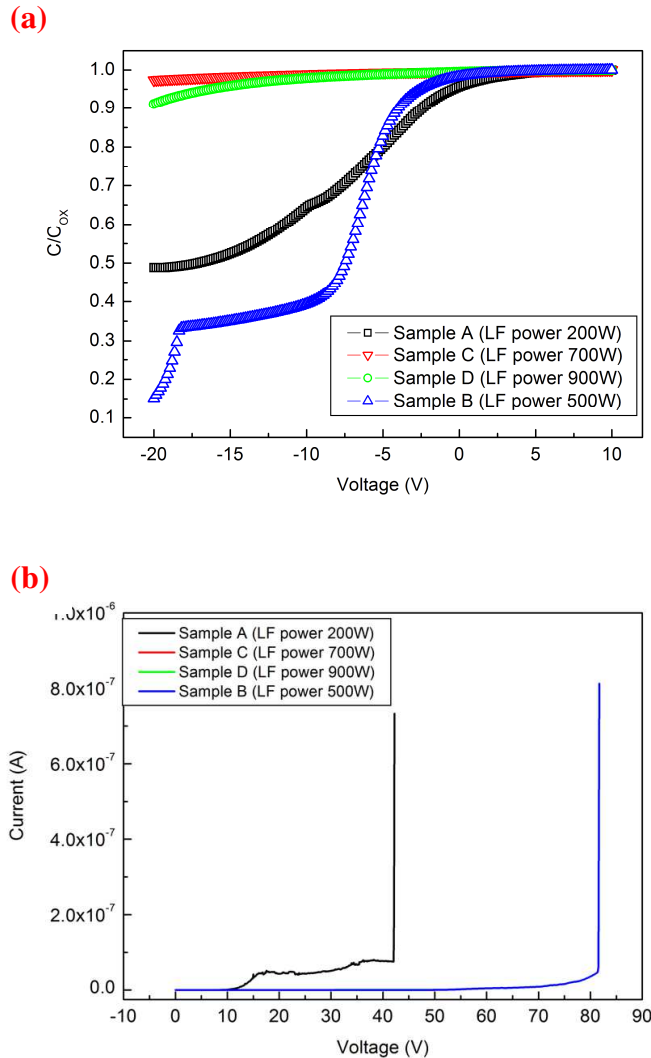 (a)
1.0
0.9
0.8
0.7
0.6
0.5
0.4
0.3
0.2
0.1
C/C_OX
Sample A (LF power 200W)
Sample C (LF power 700W)
Sample D (LF power 900W)
Sample B (LF power 500W)
-20 -15 -10 -5 0 5 10
Voltage (V)
(b)
1.0x10^-6
8.0x10^-7
6.0x10^-7
4.0x10^-7
2.0x10^-7
0.0
Current (A)
Sample A (LF power 200W)
Sample C (LF power 700W)
Sample D (LF power 900W)
Sample B (LF power 500W)
-10 0 10 20 30 40 50 60 70 80 90
Voltage (V)